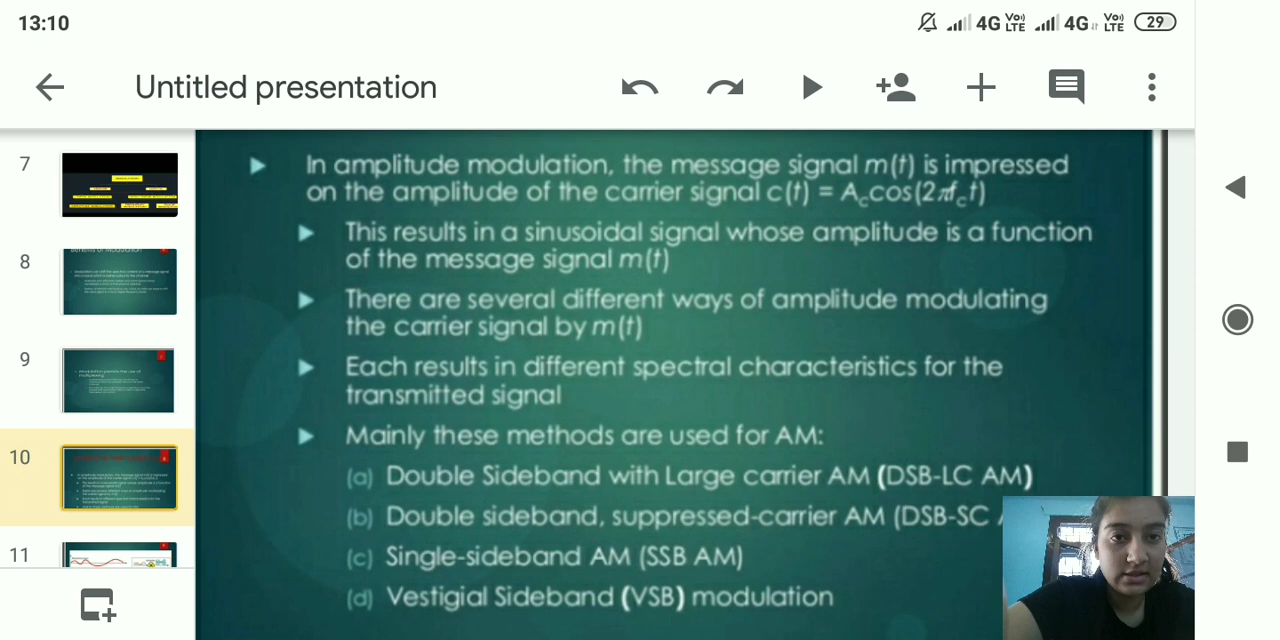 13:10
4G VoI) LTE 4G VoI) LTE 29
Untitled presentation
7
8
9
10
11
In amplitude modulation, the message signal m(t) is impressed
on the amplitude of the carrier signal c(t) = Accos(2πfct)
This results in a sinusoidal signal whose amplitude is a function
of the message signal m(t)
There are several different ways of amplitude modulating
the carrier signal by m(t)
Each results in different spectral characteristics for the
transmitted signal
Mainly these methods are used for AM:
(a) Double Sideband with Large carrier AM (DSB-LC AM)
(b) Double sideband, suppressed-carrier AM (DSB-SC
(c) Single-sideband AM (SSB AM)
(d) Vestigial Sideband (VSB) modulation